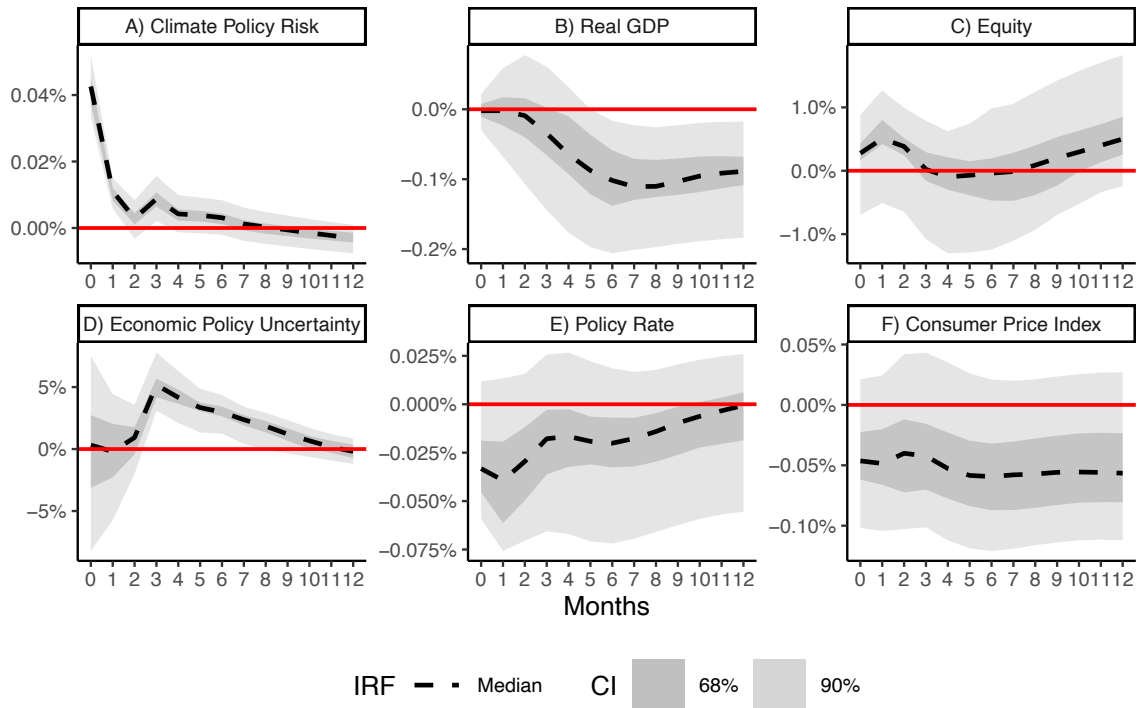 A) Climate Policy Risk
B) Real GDP
C) Equity
0.04%
0.02%
0.00%
0.0%
−0.1%
−0.2%
1.0%
0.0%
−1.0%
0 1 2 3 4 5 6 7 8 9 10 11 12
0 1 2 3 4 5 6 7 8 9 10 11 12
0 1 2 3 4 5 6 7 8 9 10 11 12
D) Economic Policy Uncertainty
E) Policy Rate
F) Consumer Price Index
5%
0%
−5%
0.025%
0.000%
−0.025%
−0.050%
−0.075%
0.05%
0.00%
−0.05%
−0.10%
0 1 2 3 4 5 6 7 8 9 10 11 12
0 1 2 3 4 5 6 7 8 9 10 11 12
0 1 2 3 4 5 6 7 8 9 10 11 12
Months
IRF Median CI 68% 90%